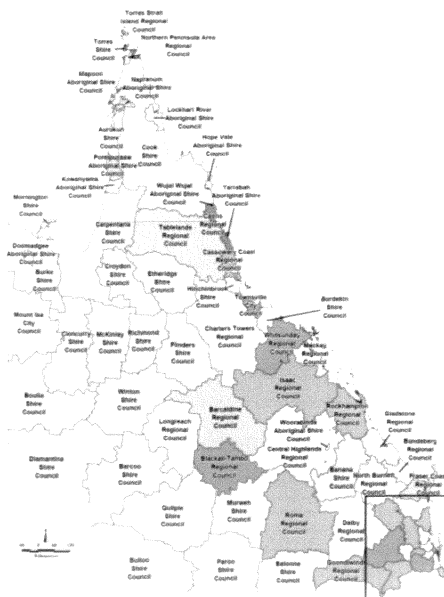 Torres Strait
Island Regional
Council
Northern Peninsula Area
Regional
Council
Torres
Shire
Council
Mapoon
Aboriginal Shire
Council
Napranum
Aboriginal Shire
Council
Lockhart River
Aboriginal Shire
Council
Aurukun
Shire
Council
Cook
Shire
Council
Hope Vale
Aboriginal Shire
Council
Pormpuraaw
Aboriginal Shire
Council
Kowanyama
Aboriginal Shire
Council
Wujal Wujal
Aboriginal Shire
Council
Yarrabah
Aboriginal Shire
Council
Mornington
Shire
Council
Carpentaria
Shire
Council
Tablelands
Regional
Council
Cairns
Regional
Council
Cassowary Coast
Regional
Council
Doomadgee
Aboriginal Shire
Council
Burke
Shire
Council
Croydon
Shire
Council
Etheridge
Shire
Council
Hinchinbrook
Shire
Council
Townsville
City
Council
Burdekin
Shire
Council
Mount Isa
City
Council
Cloncurry
Shire
Council
McKinlay
Shire
Council
Richmond
Shire
Council
Flinders
Shire
Council
Charters Towers
Regional
Council
Whitsunday
Regional
Council
Mackay
Regional
Council
Isaac
Regional
Council
Boulia
Shire
Council
Winton
Shire
Council
Longreach
Regional
Council
Barcaldine
Regional
Council
Woorabinda
Aboriginal Shire
Council
Rockhampton
Regional
Council
Gladstone
Regional
Council
Bundaberg
Regional
Council
Diamantina
Shire
Council
Barcoo
Shire
Council
Blackall-Tambo
Regional
Council
Central Highlands
Regional
Council
Banana
Shire
Council
North Burnett
Regional
Council
Fraser Coast
Regional
Council
Quilpie
Shire
Council
Murweh
Shire
Council
Roma
Regional
Council
Dalby
Regional
Council
Bulloo
Shire
Council
Paroo
Shire
Council
Balonne
Shire
Council
Goondiwindi
Regional
Council